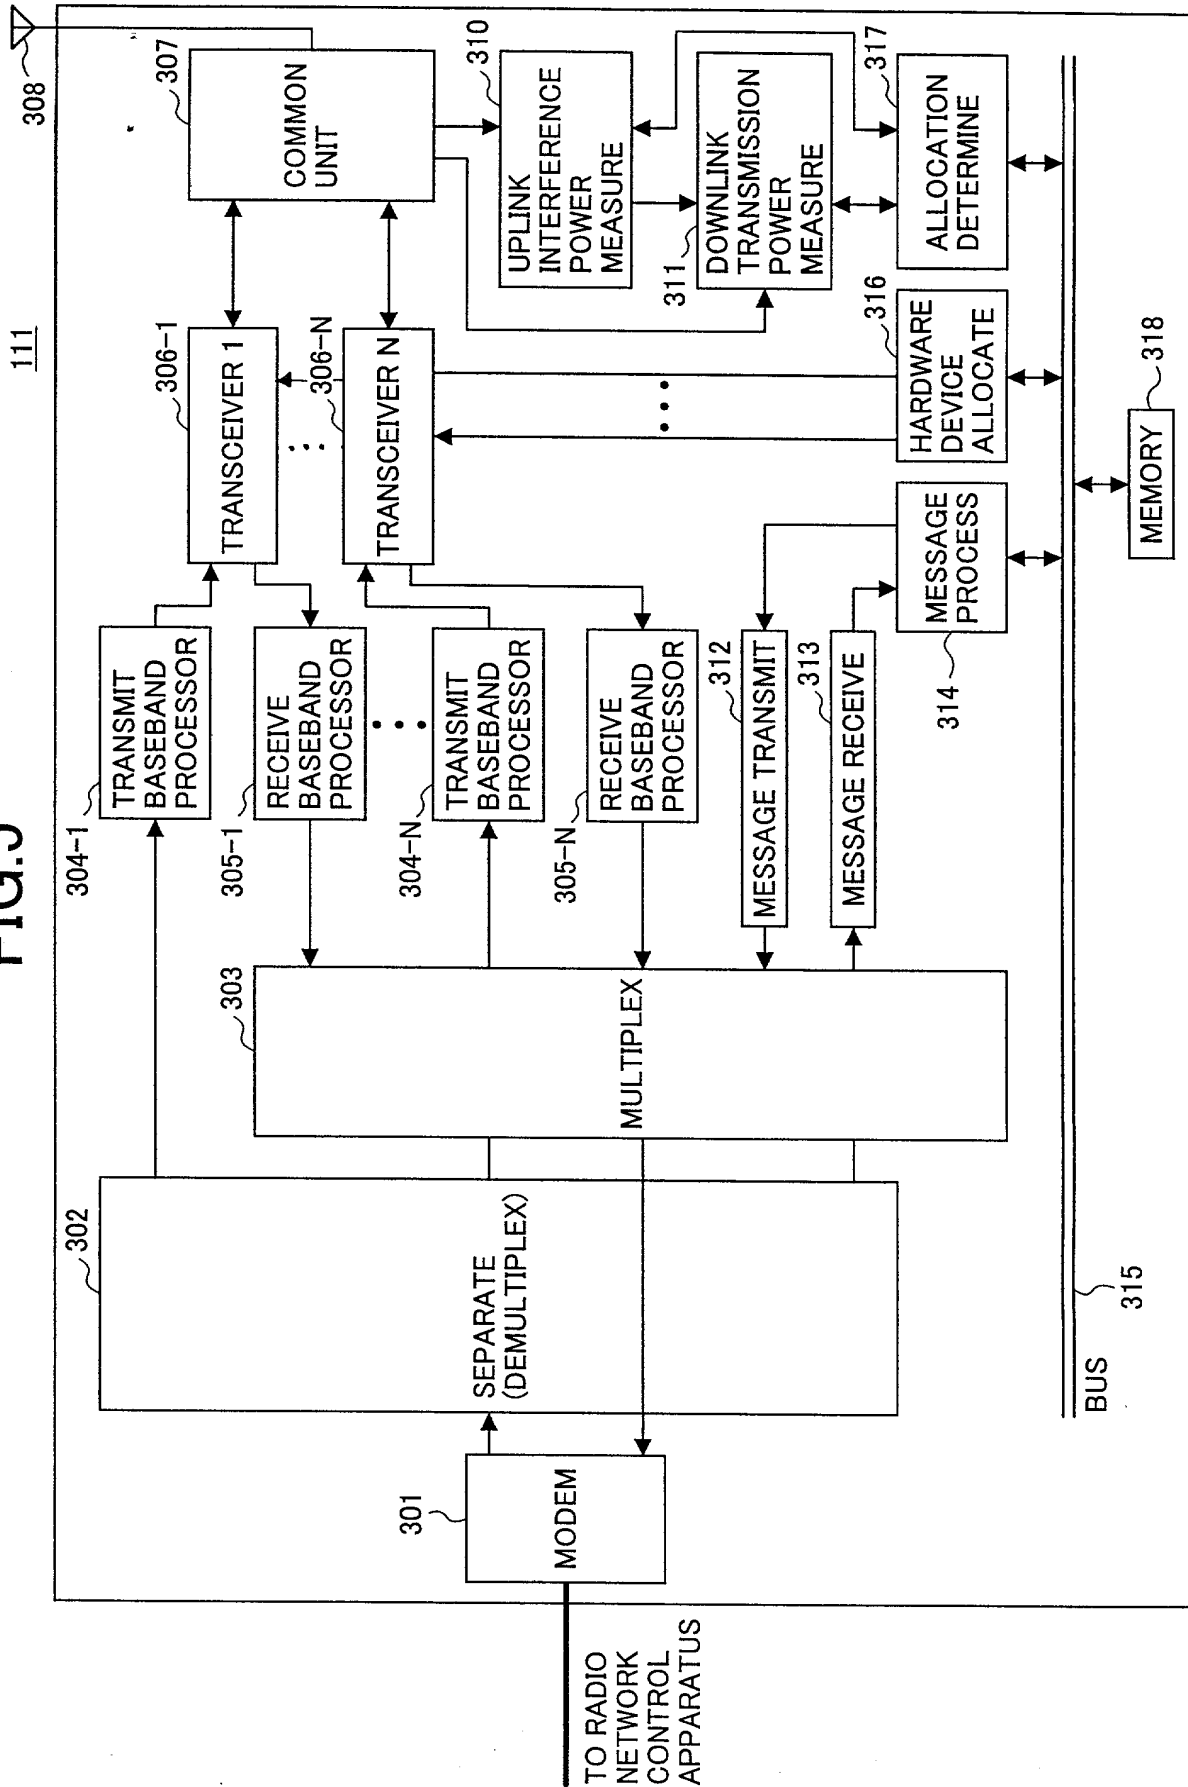 111
308
307
COMMON
UNIT
306-1
TRANSCEIVER 1
306-N
TRANSCEIVER N
310
UPLINK
INTERFERENCE
POWER
MEASURE
311
DOWNLINK
TRANSMISSION
POWER
MEASURE
317
ALLOCATION
DETERMINE
316
HARDWARE
DEVICE
ALLOCATE
318
MEMORY
304-1
TRANSMIT
BASEBAND
PROCESSOR
305-1
RECEIVE
BASEBAND
PROCESSOR
304-N
TRANSMIT
BASEBAND
PROCESSOR
305-N
RECEIVE
BASEBAND
PROCESSOR
312
MESSAGE TRANSMIT
313
MESSAGE RECEIVE
MESSAGE
PROCESS
314
303
MULTIPLEX
302
SEPARATE
(DEMULTIPLEX)
301
MODEM
315
BUS
TO RADIO
NETWORK
CONTROL
APPARATUS